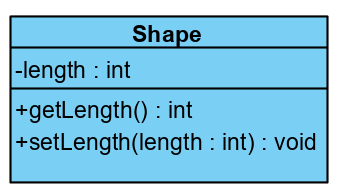 Shape
-length : int
+getLength() : int
+setLength(length : int) : void